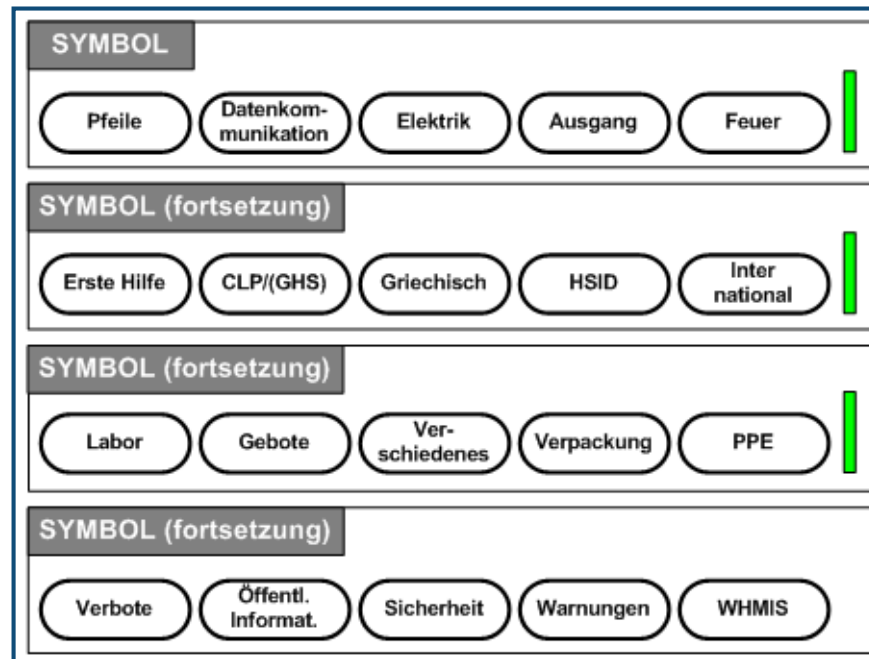 SYMBOL
Pfeile
Datenkom-
munikation
Elektrik
Ausgang
Feuer
SYMBOL (fortsetzung)
Erste Hilfe
CLP/(GHS)
Griechisch
HSID
Inter
national
SYMBOL (fortsetzung)
Labor
Gebote
Ver-
schiedenes
Verpackung
PPE
SYMBOL (fortsetzung)
Verbote
Öffentl.
Informat.
Sicherheit
Warnungen
WHMIS